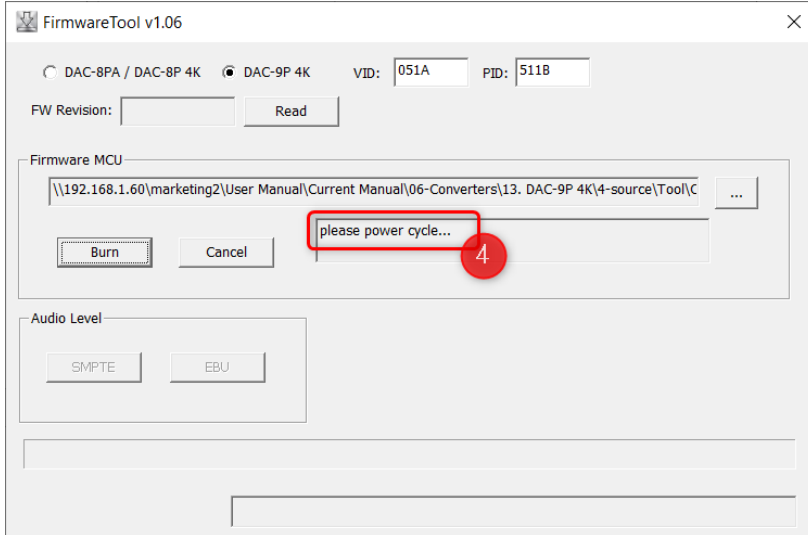 FirmwareTool v1.06
DAC-8PA / DAC-8P 4K DAC-9P 4K VID: 051A PID: 511B
FW Revision: Read
Firmware MCU
\\192.168.1.60\marketing2\User Manual\Current Manual\06-Converters\13. DAC-9P 4K\4-source\Tool\C
...
please power cycle...
4
Burn Cancel
Audio Level
SMPTE EBU